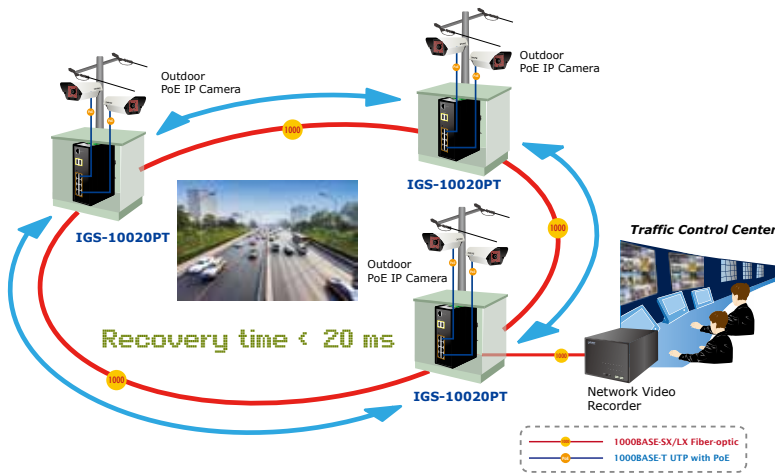 Outdoor
PoE IP Camera
Outdoor
PoE IP Camera
1000
IGS-10020PT
IGS-10020PT
1000
Traffic Control Center
Outdoor
PoE IP Camera
Recovery time < 20 ms
1000
1000
IGS-10020PT
Network Video
Recorder
1000BASE-SX/LX Fiber-optic
1000BASE-T UTP with PoE